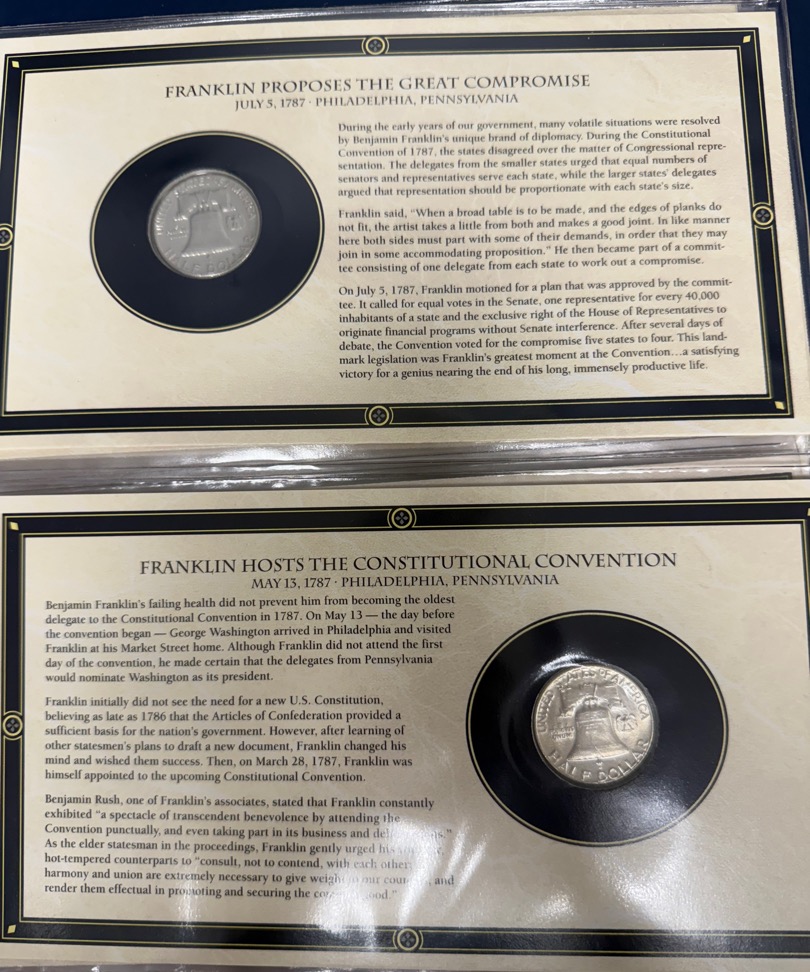 FRANKLIN PROPOSES THE GREAT COMPROMISE
JULY 5, 1787 · PHILADELPHIA, PENNSYLVANIA
During the early years of our government, many volatile situations were resolved
by Benjamin Franklin's unique brand of diplomacy. During the Constitutional
Convention of 1787, the states disagreed over the matter of Congressional repre-
sentation. The delegates from the smaller states urged that equal numbers of
senators and representatives serve each state, while the larger states' delegates
argued that representation should be proportionate with each state's size.
Franklin said, "When a broad table is to be made, and the edges of planks do
not fit, the artist takes a little from both and makes a good joint. In like manner
here both sides must part with some of their demands, in order that they may
join in some accommodating proposition." He then became part of a commit-
tee consisting of one delegate from each state to work out a compromise.
On July 5, 1787, Franklin motioned for a plan that was approved by the commit-
tee. It called for equal votes in the Senate, one representative for every 40,000
inhabitants of a state and the exclusive right of the House of Representatives to
originate financial programs without Senate interference. After several days of
debate, the Convention voted for the compromise five states to four. This land-
mark legislation was Franklin's greatest moment at the Convention...a satisfying
victory for a genius nearing the end of his long, immensely productive life.
HALF DOLLAR
FRANKLIN HOSTS THE CONSTITUTIONAL CONVENTION
MAY 13, 1787 · PHILADELPHIA, PENNSYLVANIA
Benjamin Franklin's failing health did not prevent him from becoming the oldest
delegate to the Constitutional Convention in 1787. On May 13 — the day before
the convention began — George Washington arrived in Philadelphia and visited
Franklin at his Market Street home. Although Franklin did not attend the first
day of the convention, he made certain that the delegates from Pennsylvania
would nominate Washington as its president.
Franklin initially did not see the need for a new U.S. Constitution,
believing as late as 1786 that the Articles of Confederation provided a
sufficient basis for the nation's government. However, after learning of
other statesmen's plans to draft a new document, Franklin changed his
mind and wished them success. Then, on March 28, 1787, Franklin was
himself appointed to the upcoming Constitutional Convention.
Benjamin Rush, one of Franklin's associates, stated that Franklin constantly
exhibited "a spectacle of transcendent benevolence by attending the
Convention punctually, and even taking part in its business and
As the elder statesman in the proceedings, Franklin gently urged his
hot-tempered counterparts to "consult, not to contend, with each other
harmony and union are extremely necessary to give weight to our and
render them effectual in promoting and securing the
UNITED STATES OF AMERICA
HALF DOLLAR